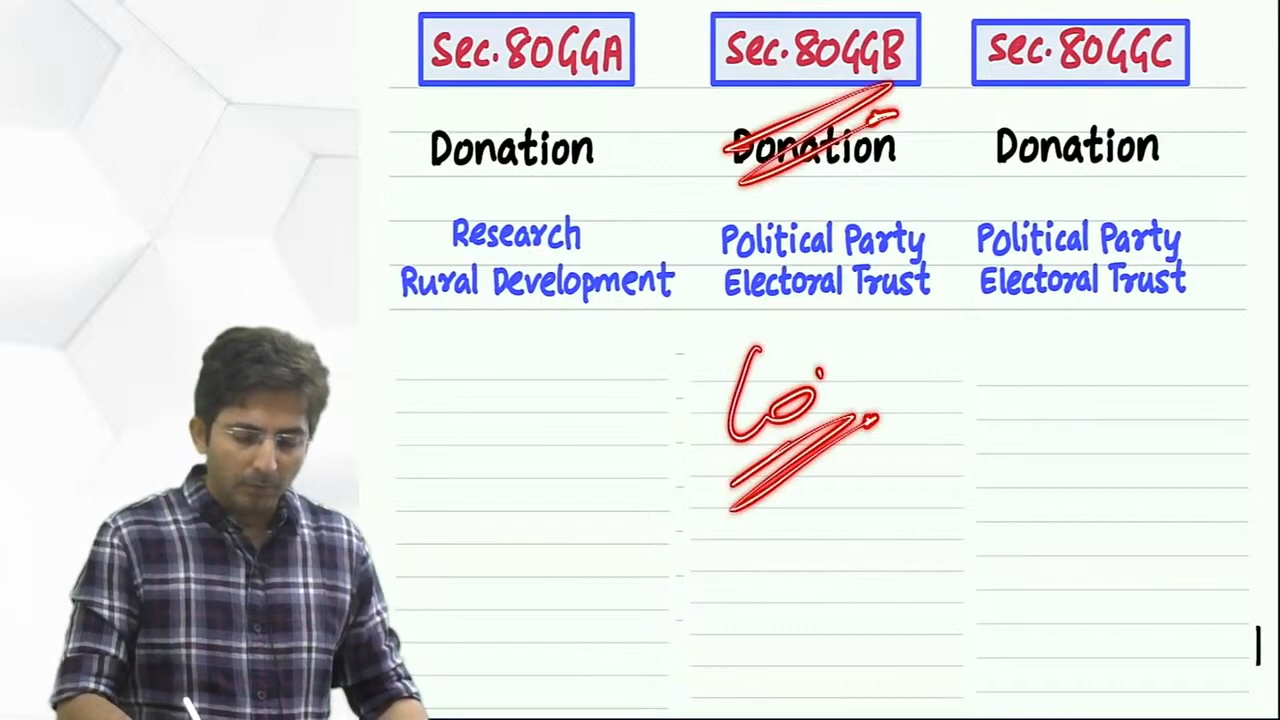 Sec.80GGA Sec.80GGB Sec.80GGC
Donation Donation Donation
Research Political Party Political Party
Rural Development Electoral Trust Electoral Trust
Co.